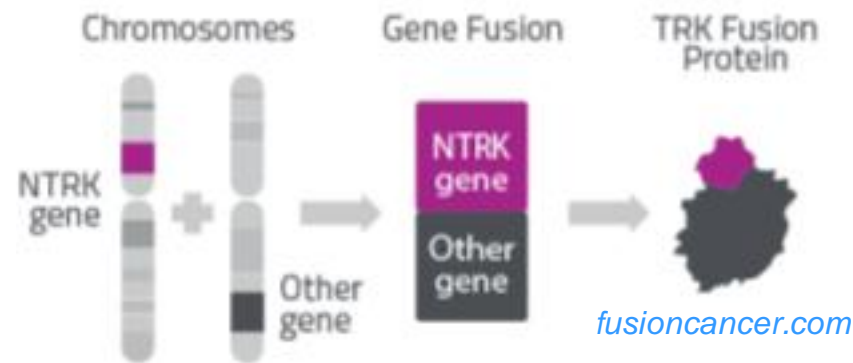 Chromosomes
Gene Fusion
TRK Fusion
Protein
NTRK
gene
Other
gene
NTRK
gene
Other
gene
fusioncancer.com